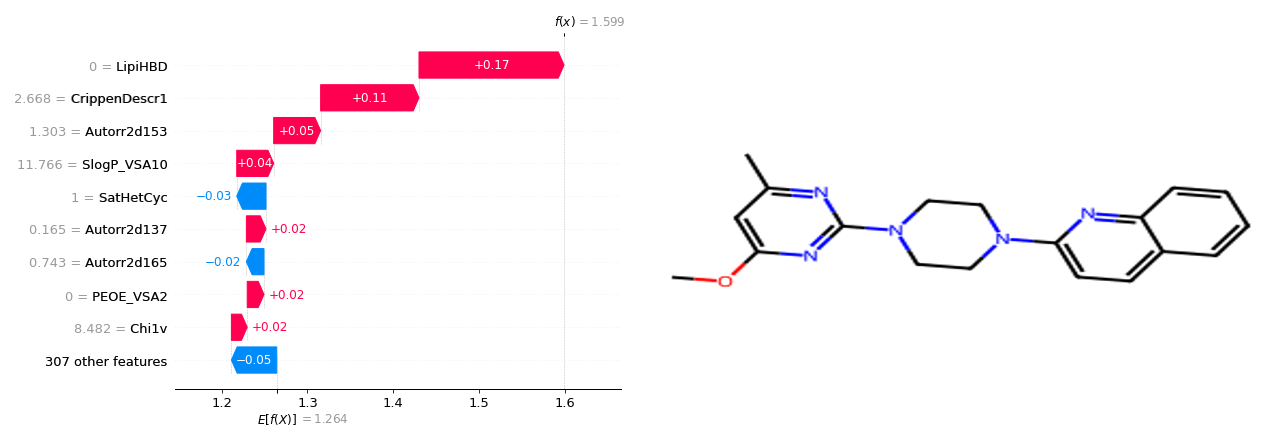 f(x) = 1.599
0 = LipiHBD
+0.17
2.668 = CrippenDescr1
+0.11
1.303 = Autorr2d153
+0.05
11.766 = SlogP_VSA10
+0.04
1 = SatHetCyc
−0.03
0.165 = Autorr2d137
+0.02
0.743 = Autorr2d165
−0.02
0 = PEOE_VSA2
+0.02
8.482 = Chi1v
+0.02
307 other features
−0.05
1.2 1.3 1.4 1.5 1.6
E[f(X)] = 1.264
N
N
N
N
N
O